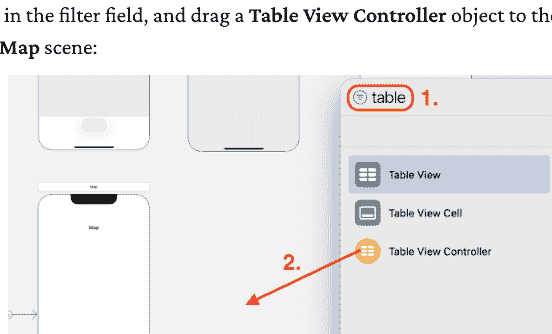 in the filter field, and drag a Table View Controller object to the
Map scene:
table 1.
Table View
Table View Cell
Map
Map
Table View Controller
2.